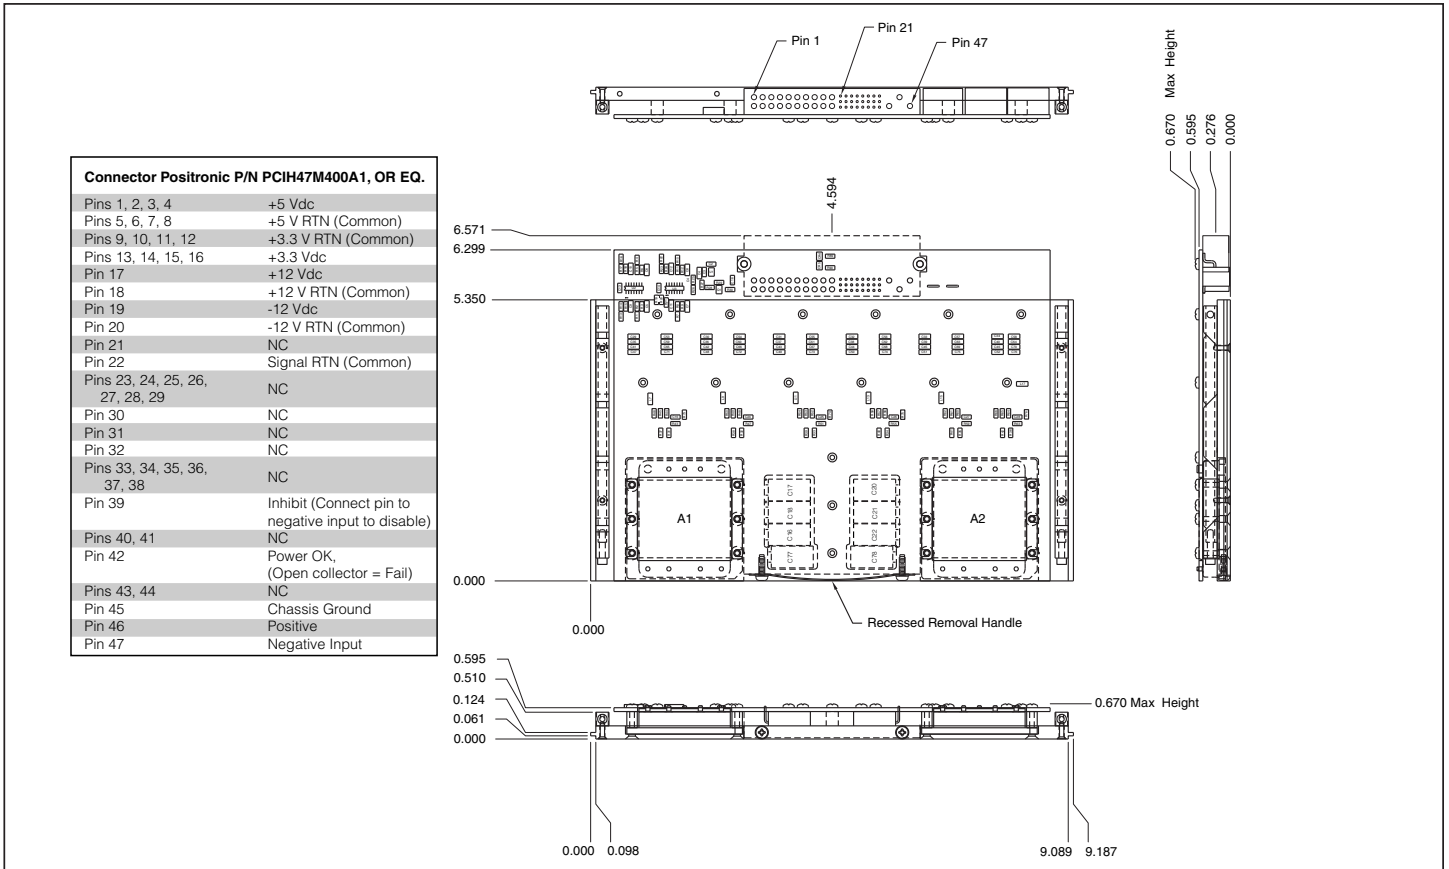 Pin 1
Pin 21
Pin 47
0.670 Max Height
0.595
0.276
0.000
Connector Positronic P/N PCIH47M400A1, OR EQ.
Pins 1, 2, 3, 4 +5 Vdc
Pins 5, 6, 7, 8 +5 V RTN (Common)
Pins 9, 10, 11, 12 +3.3 V RTN (Common)
Pins 13, 14, 15, 16 +3.3 Vdc
Pin 17 +12 Vdc
Pin 18 +12 V RTN (Common)
Pin 19 -12 Vdc
Pin 20 -12 V RTN (Common)
Pin 21 NC
Pin 22 Signal RTN (Common)
Pins 23, 24, 25, 26,
27, 28, 29 NC
Pin 30 NC
Pin 31 NC
Pin 32 NC
Pins 33, 34, 35, 36,
37, 38 NC
Pin 39 Inhibit (Connect pin to
negative input to disable)
Pins 40, 41 NC
Pin 42 Power OK,
(Open collector = Fail)
Pins 43, 44 NC
Pin 45 Chassis Ground
Pin 46 Positive
Pin 47 Negative Input
4.594
6.571
6.299
5.350
0.000
0.000
A1
C17
C18
C16
C77
C20
C21
C22
C78
A2
Recessed Removal Handle
0.595
0.510
0.124
0.061
0.000
0.670 Max Height
0.000 0.098
9.089 9.187